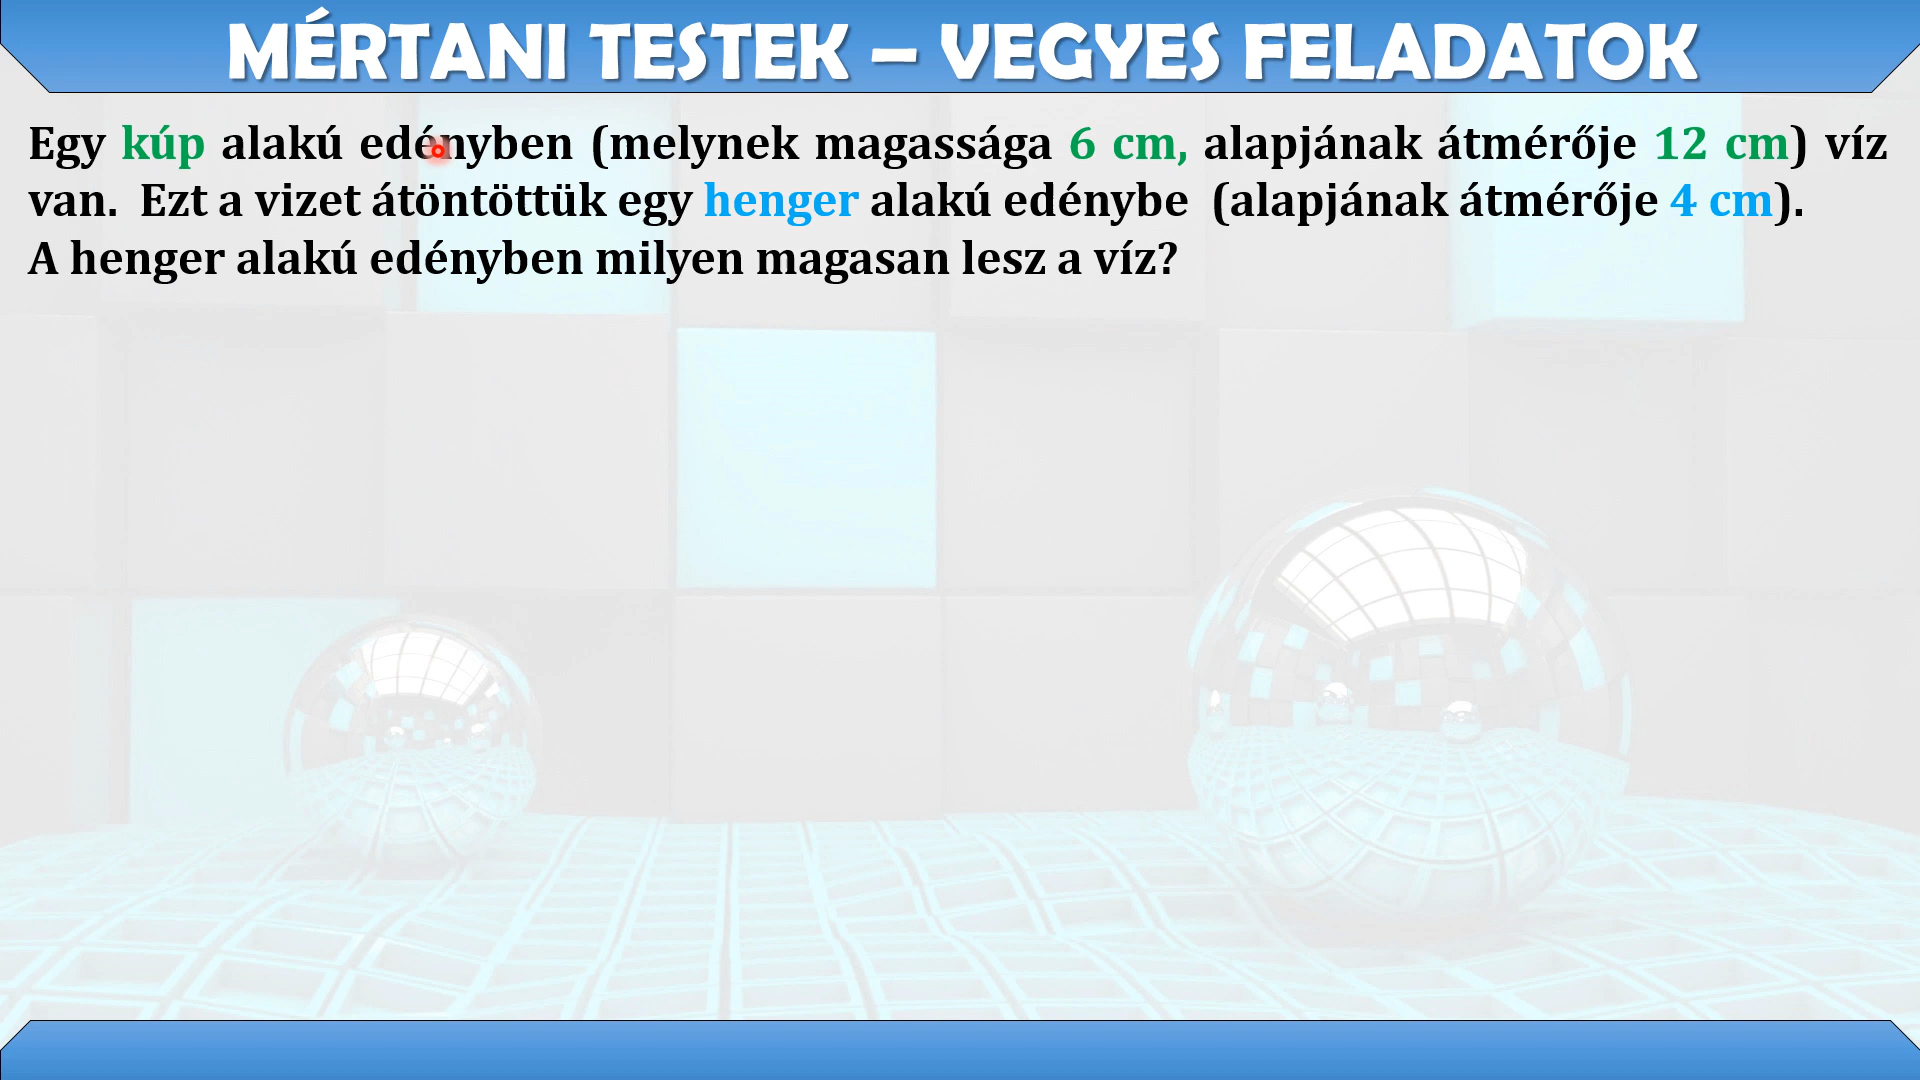 MÉRTANI TESTEK – VEGYES FELADATOK
Egy kúp alakú edényben (melynek magassága 6 cm, alapjának átmérője 12 cm) víz
van. Ezt a vizet átöntöttük egy henger alakú edénybe (alapjának átmérője 4 cm).
A henger alakú edényben milyen magasan lesz a víz?